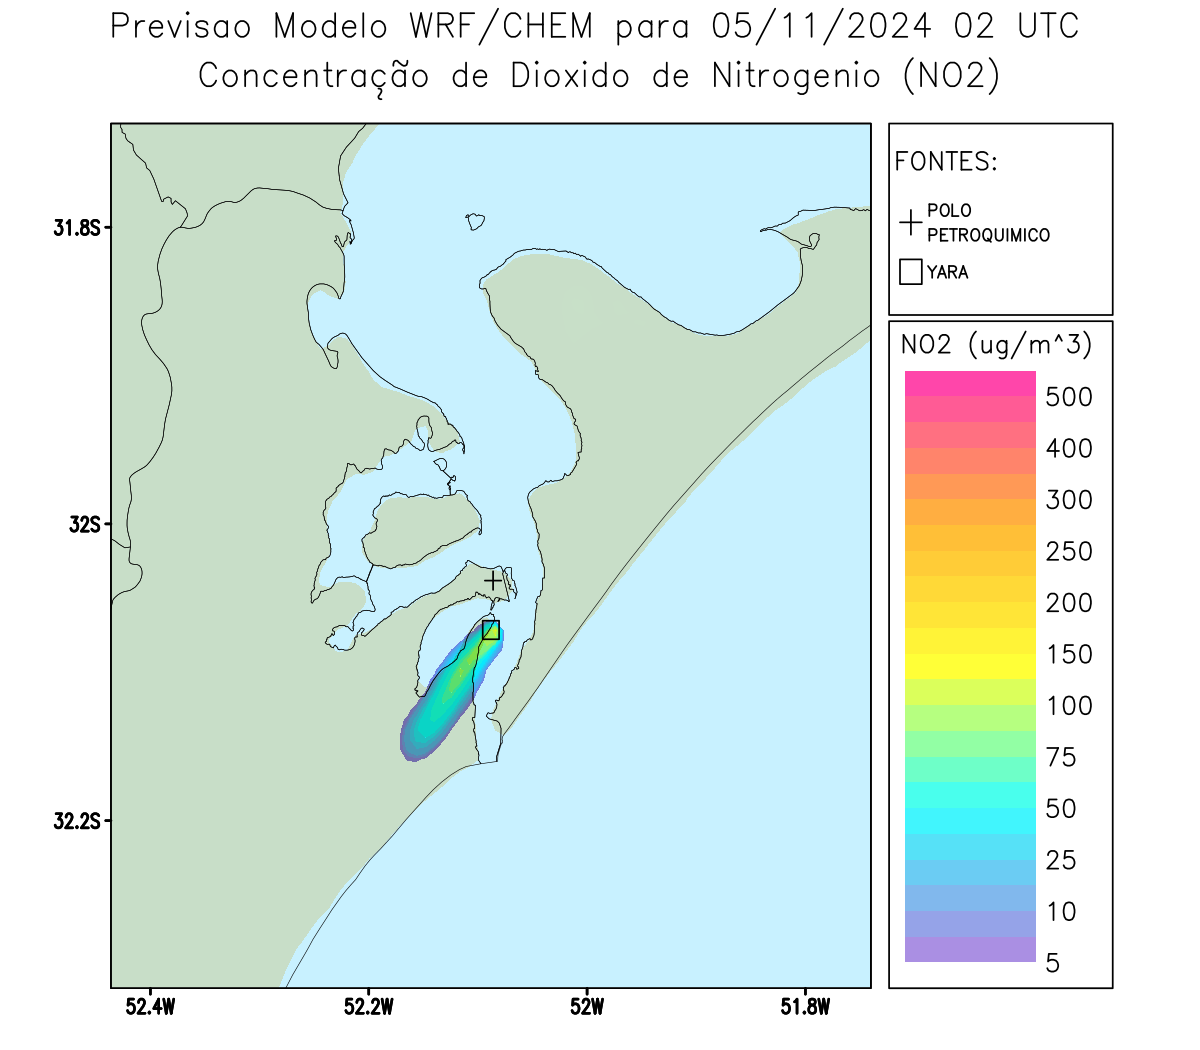 Previsao Modelo WRF/CHEM para 05/11/2024 02 UTC
Concentração de Dioxido de Nitrogenio (NO2)
FONTES:
POLO
PETROQUIMICO
YARA
NO2 (ug/m^3)
500
400
300
250
200
150
100
75
50
25
10
5
31.8S
32S
32.2S
52.4W
52.2W
52W
51.8W